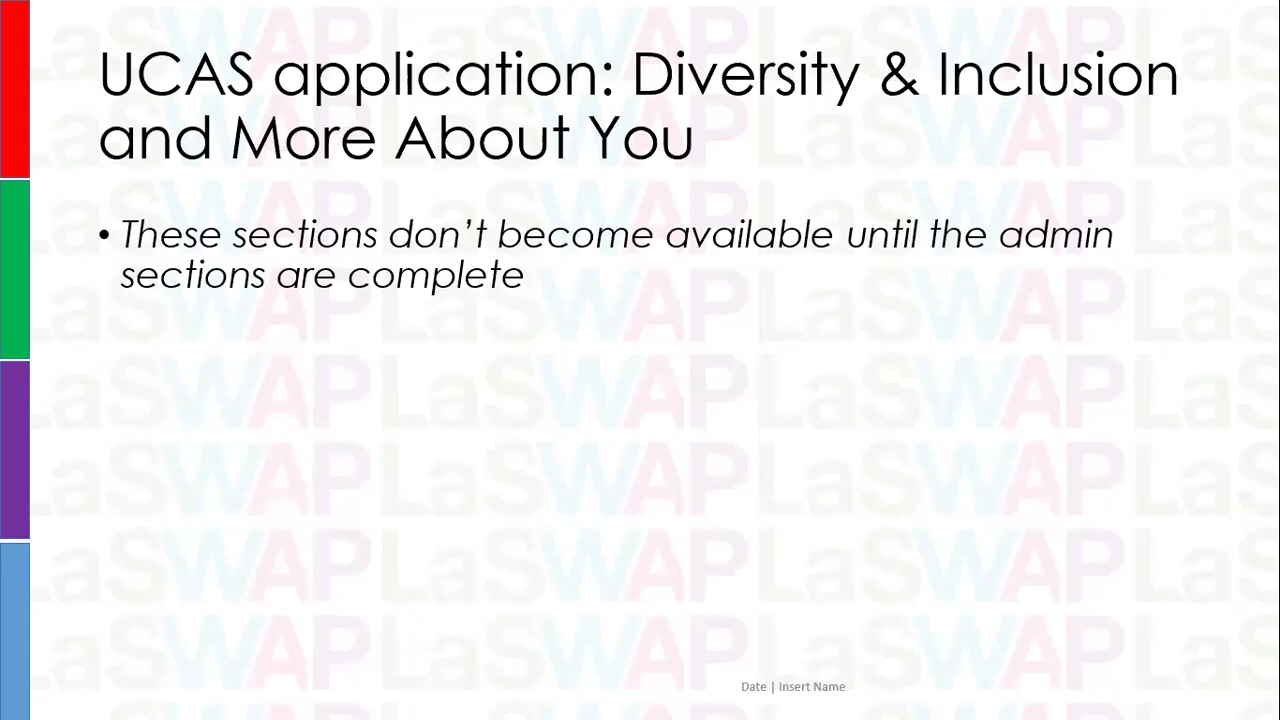 UCAS application: Diversity & Inclusion
and More About You
• These sections don’t become available until the admin
sections are complete
Date | Insert Name